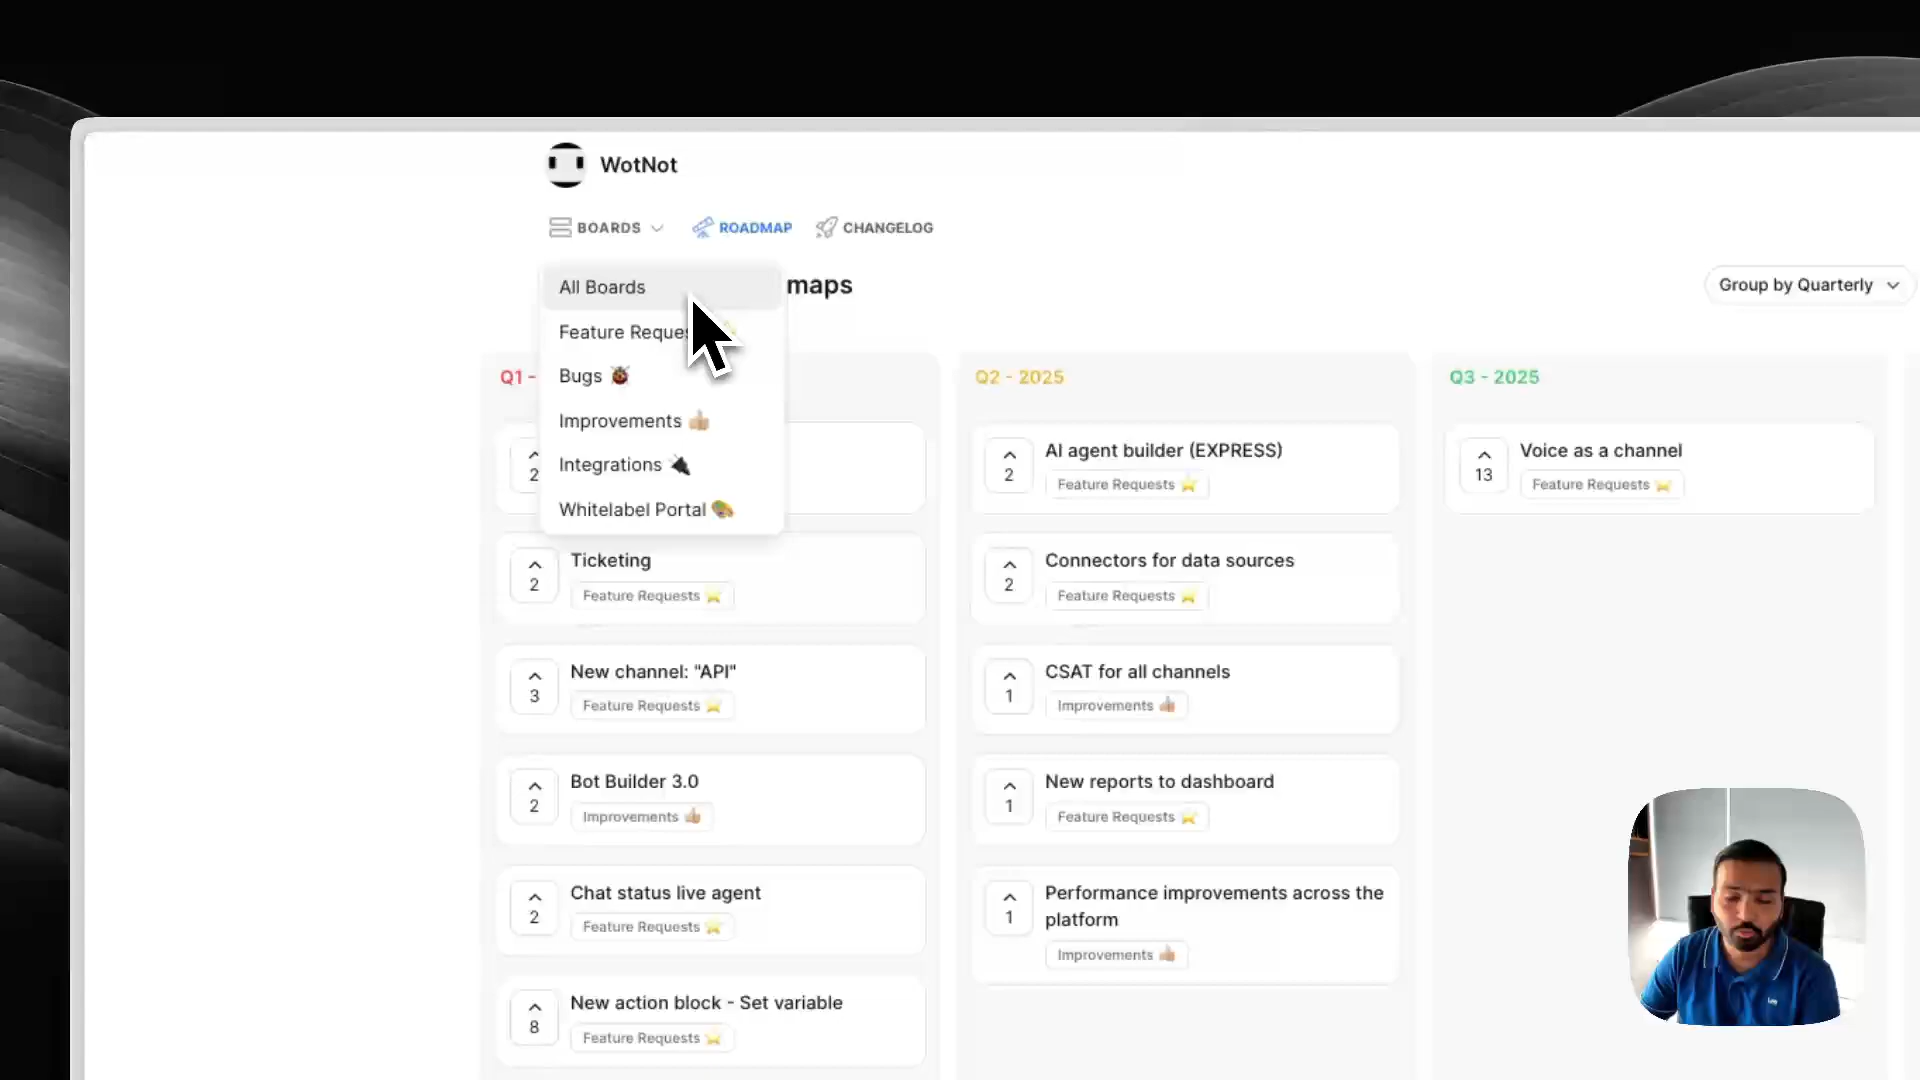 WotNot
BOARDS ROADMAP CHANGELOG
All Boards
maps
Group by Quarterly
Feature Reques
Bugs 🐞
Improvements 👍🏼
Integrations 🔌
Whitelabel Portal 🎨
Q1 -
2
Ticketing
2
Feature Requests ⭐
New channel: "API"
3
Feature Requests ⭐
Bot Builder 3.0
2
Improvements 👍🏼
Chat status live agent
2
Feature Requests ⭐
New action block - Set variable
8
Feature Requests ⭐
Q2 - 2025
AI agent builder (EXPRESS)
2
Feature Requests ⭐
Connectors for data sources
2
Feature Requests ⭐
CSAT for all channels
1
Improvements 👍🏼
New reports to dashboard
1
Feature Requests ⭐
Performance improvements across the
platform
1
Improvements 👍🏼
Q3 - 2025
Voice as a channel
13
Feature Requests ⭐